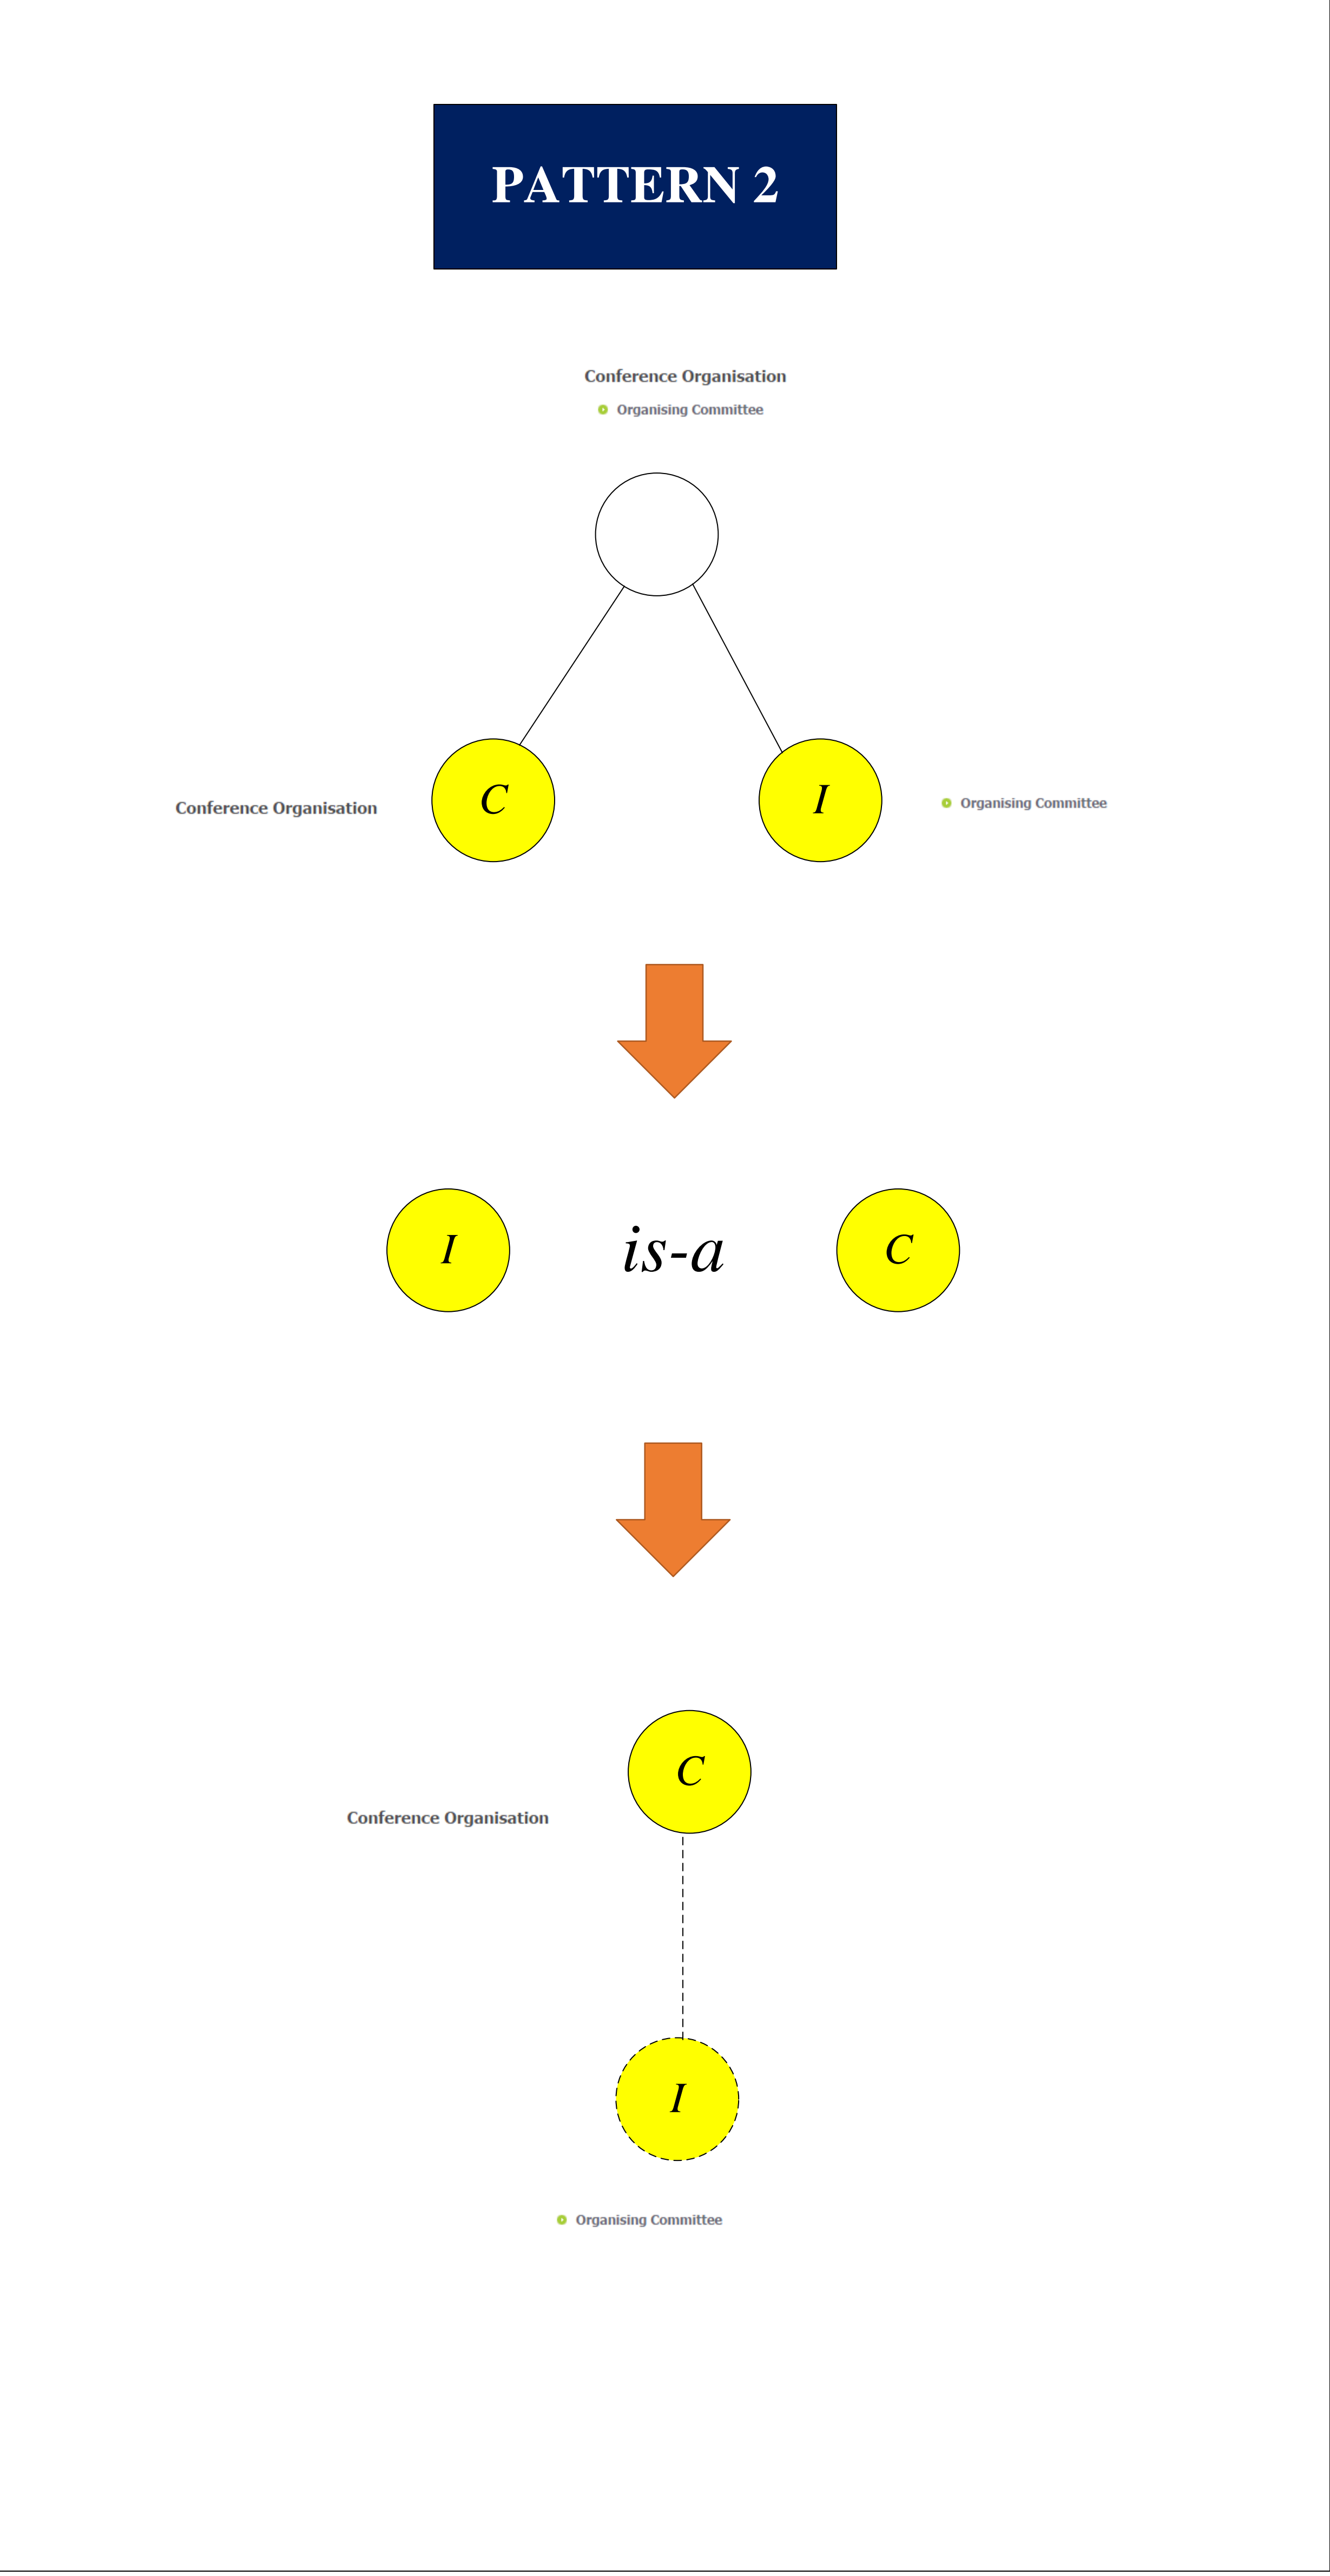 PATTERN 2
Conference Organisation
Organising Committee
C
I
Conference Organisation
Organising Committee
I
is-a
C
C
Conference Organisation
I
Organising Committee